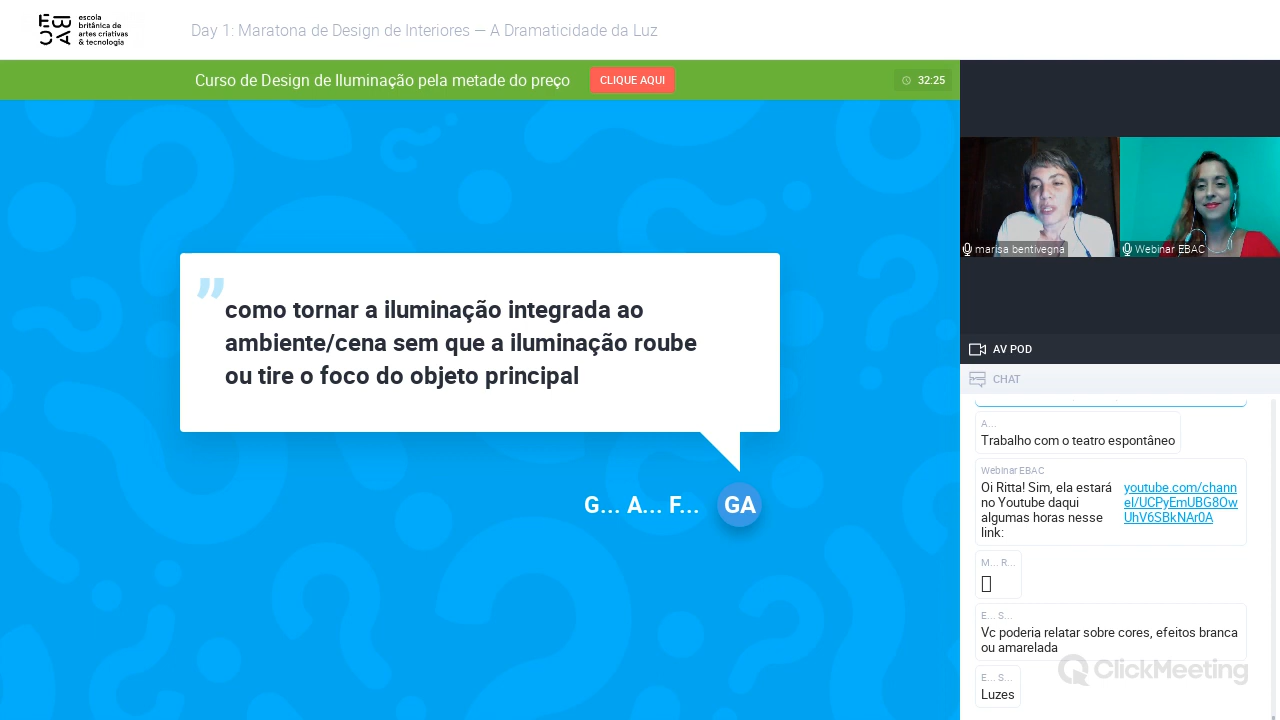 EBAC
escola
britânica de
artes criativas
& tecnologia
Day 1: Maratona de Design de Interiores — A Dramaticidade da Luz
Curso de Design de Iluminação pela metade do preço
CLIQUE AQUI
32:25
”
como tornar a iluminação integrada ao
ambiente/cena sem que a iluminação roube
ou tire o foco do objeto principal
G... A... F...
GA
marisa bentivegna
Webinar EBAC
AV POD
CHAT
A...
Trabalho com o teatro espontâneo
Webinar EBAC
Oi Ritta! Sim, ela estará
no Youtube daqui
algumas horas nesse
link:
youtube.com/chann
el/UCPyEmUBG8Ow
UhV6SBkNAr0A
M... R...
E... S...
Vc poderia relatar sobre cores, efeitos branca
ou amarelada
E... S...
Luzes
ClickMeeting